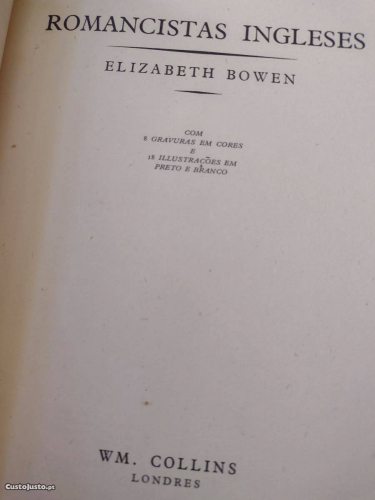 ROMANCISTAS INGLESES
ELIZABETH BOWEN
COM
8 GRAVURAS EM CORES
E
18 ILLUSTRAÇÕES EM
PRETO E BRANCO
WM. COLLINS
LONDRES
CustoJusto.pt